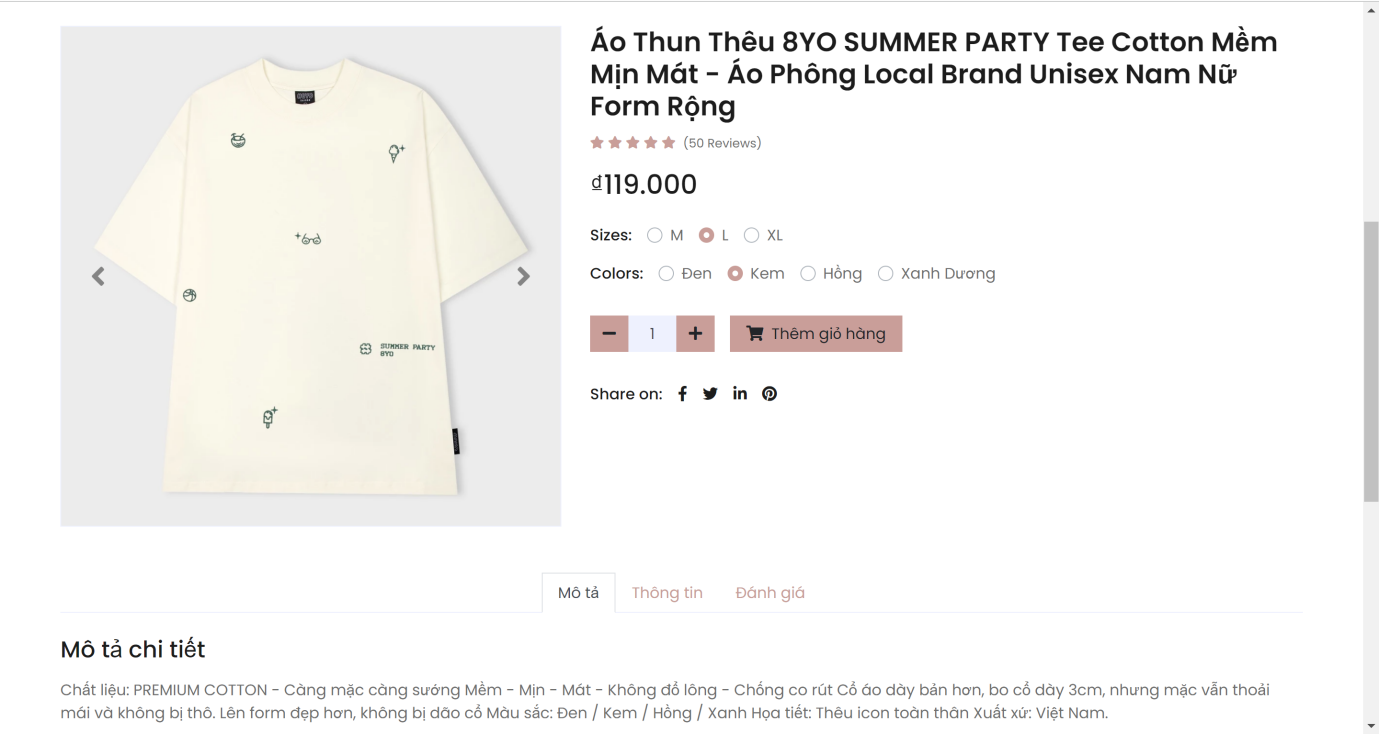 Áo Thun Thêu 8YO SUMMER PARTY Tee Cotton Mềm
Mịn Mát - Áo Phông Local Brand Unisex Nam Nữ
Form Rộng
(50 Reviews)
₫119.000
Sizes: M L XL
Colors: Đen Kem Hồng Xanh Dương
1 Thêm giỏ hàng
Share on:
SUMMER PARTY
8YO
Mô tả Thông tin Đánh giá
Mô tả chi tiết
Chất liệu: PREMIUM COTTON - Càng mặc càng sướng Mềm - Mịn - Mát - Không đổ lông - Chống co rút Cổ áo dày bản hơn, bo cổ dày 3cm, nhưng mặc vẫn thoải
mái và không bị thô. Lên form đẹp hơn, không bị dão cổ Màu sắc: Đen / Kem / Hồng / Xanh Họa tiết: Thêu icon toàn thân Xuất xứ: Việt Nam.